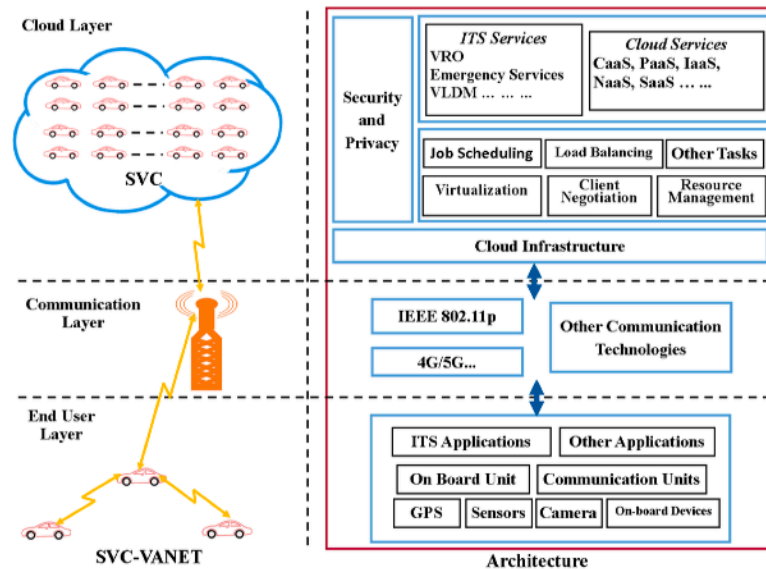 Cloud Layer
SVC
Communication
Layer
End User
Layer
SVC-VANET
Security
and
Privacy
ITS Services
VRO
Emergency Services
VLDM ... ... ...
Cloud Services
CaaS, PaaS, IaaS,
NaaS, SaaS ... ...
Job Scheduling
Load Balancing
Other Tasks
Virtualization
Client
Negotiation
Resource
Management
Cloud Infrastructure
IEEE 802.11p
4G/5G...
Other Communication
Technologies
ITS Applications
Other Applications
On Board Unit
Communication Units
GPS
Sensors
Camera
On-board Devices
Architecture